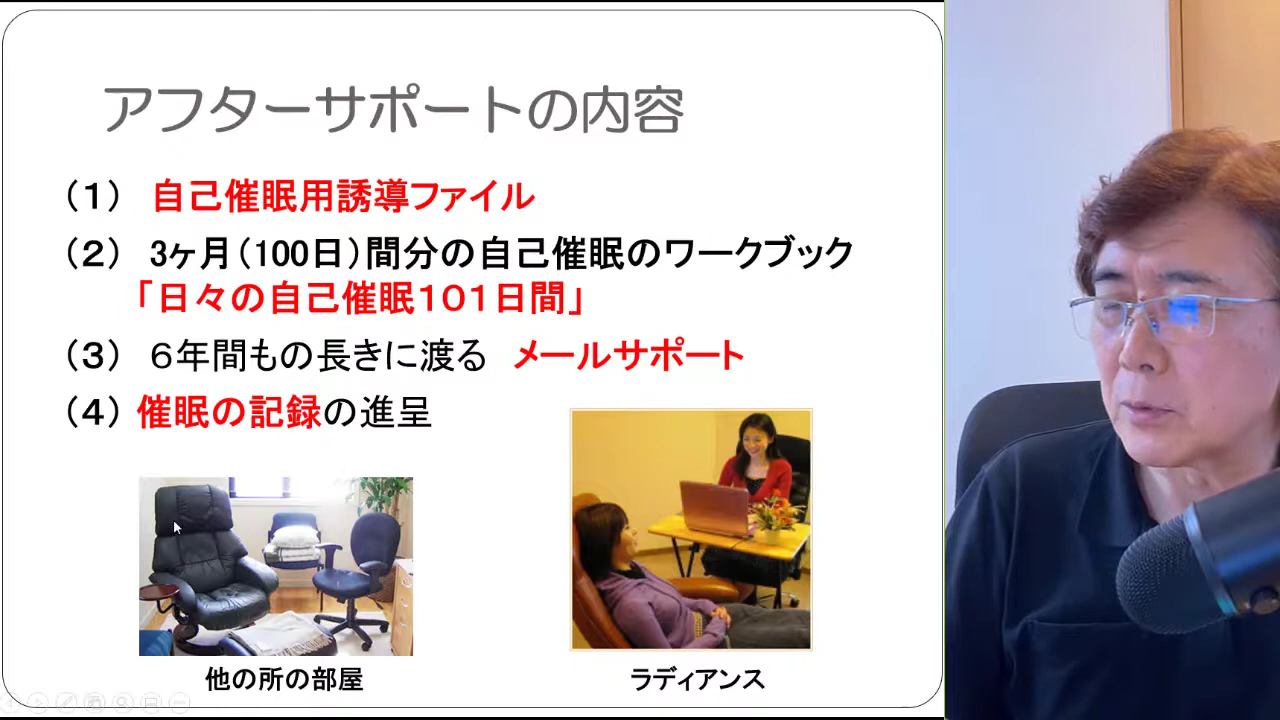 アフターサポートの内容
（１） 自己催眠用誘導ファイル
（２） 3ヶ月（100日）間分の自己催眠のワークブック
「日々の自己催眠１０１日間」
（３） ６年間もの長きに渡る メールサポート
（４） 催眠の記録の進呈
他の所の部屋
ラディアンス